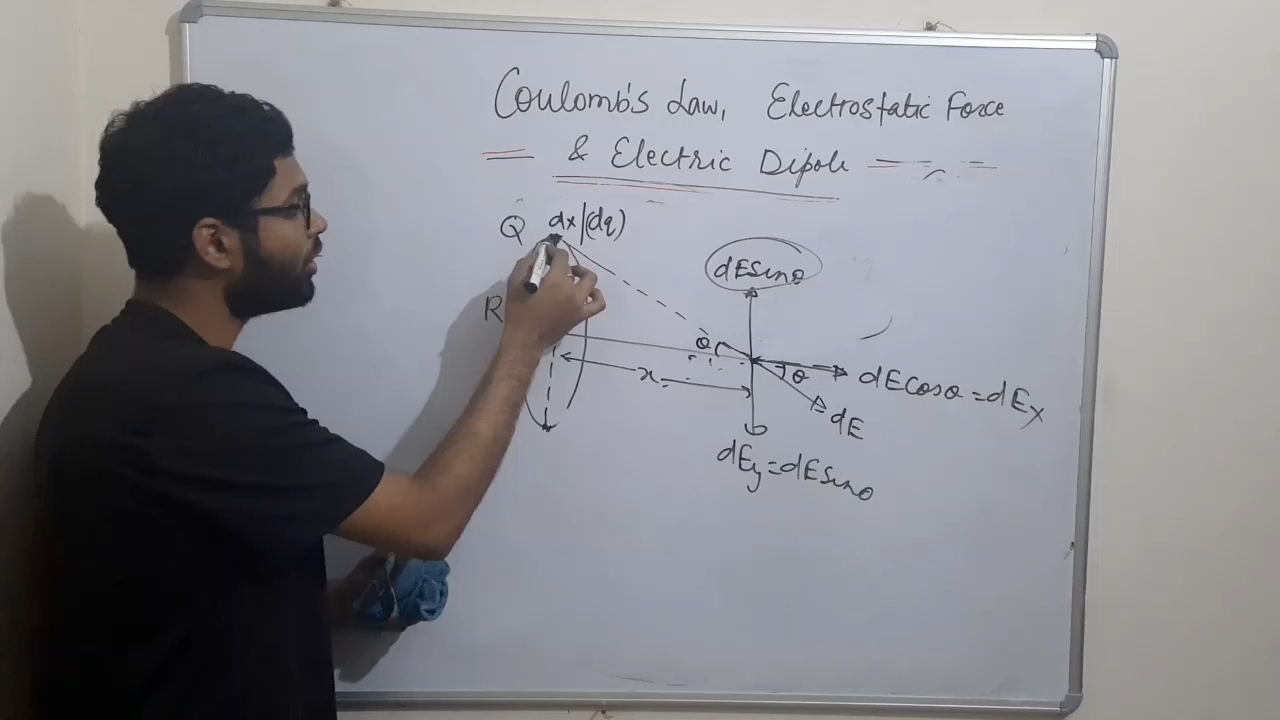 Coulomb's Law, Electrostatic Force
& Electric Dipole
Q dx|(dq)
dESinθ
R
θ
x
θ
dECosθ = dEx
dE
dEy = dESinθ